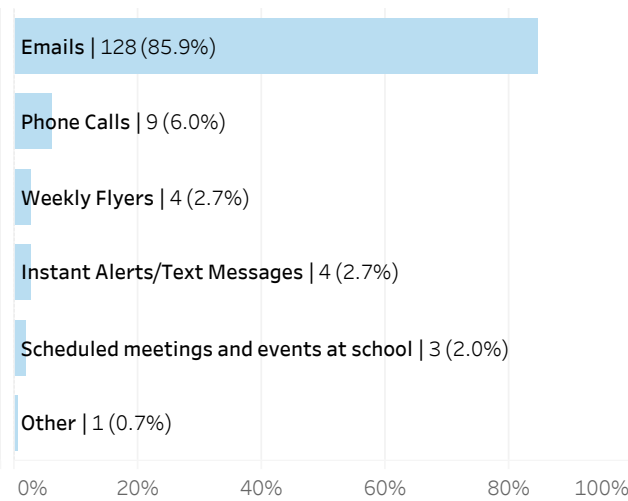 Emails | 128 (85.9%)
Phone Calls | 9 (6.0%)
Weekly Flyers | 4 (2.7%)
Instant Alerts/Text Messages | 4 (2.7%)
Scheduled meetings and events at school | 3 (2.0%)
Other | 1 (0.7%)
0% 20% 40% 60% 80% 100%